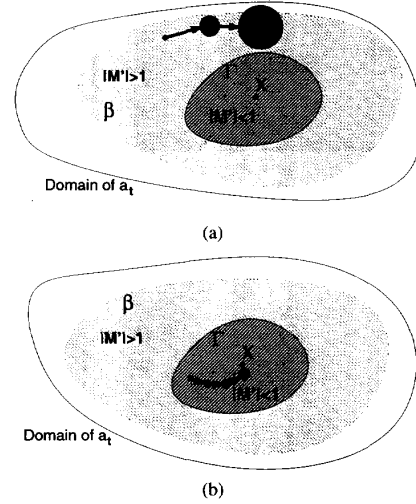 |M'|>1
Γ
X
β
|M'|<1
Domain of a_t
(a)
β
|M'|>1
Γ
X
|M'|<1
Domain of a_t
(b)